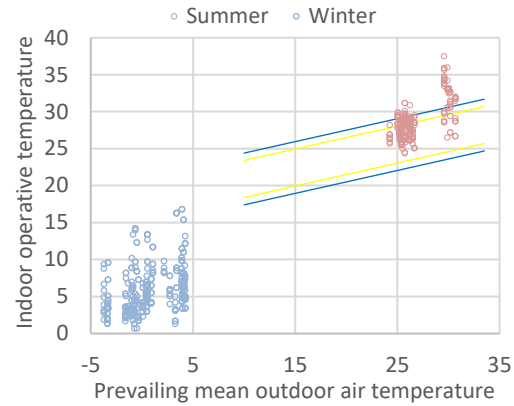 Summer Winter
40
35
30
25
20
15
10
5
0
-5 5 15 25 35
Indoor operative temperature
Prevailing mean outdoor air temperature